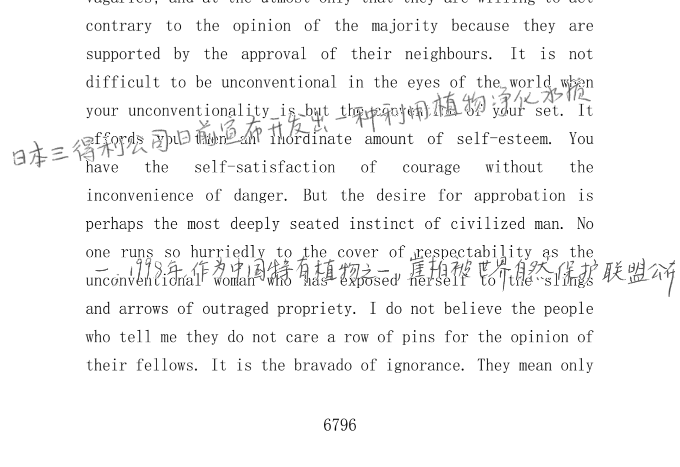 vagaries, and at the utmost only that they are willing to act
contrary to the opinion of the majority because they are
supported by the approval of their neighbours. It is not
difficult to be unconventional in the eyes of the world when
your unconventionality is but the convention of your set. It
affords you then an inordinate amount of self-esteem. You
日本三得利公司日前宣布开发出一种利用植物净化水质
have the self-satisfaction of courage without the
inconvenience of danger. But the desire for approbation is
perhaps the most deeply seated instinct of civilized man. No
one runs so hurriedly to the cover of respectability as the
一、1998年,作为中国特有植物之一,崖柏被世界自然保护联盟公布
unconventional woman who has exposed herself to the slings
and arrows of outraged propriety. I do not believe the people
who tell me they do not care a row of pins for the opinion of
their fellows. It is the bravado of ignorance. They mean only
6796